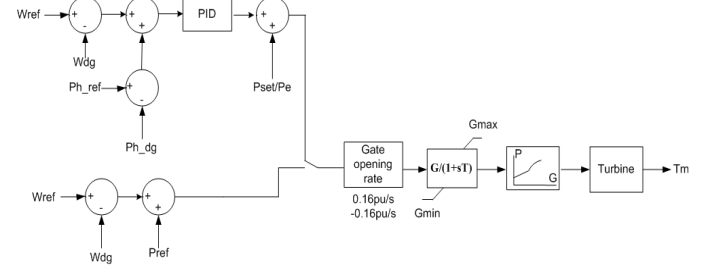 Wref
+
-
+
+
PID
+
+
Wdg
Ph_ref
+
-
Pset/Pe
Ph_dg
Gmax
Gate
opening
rate
G/(1+sT)
P
G
Turbine
Tm
0.16pu/s
-0.16pu/s
Gmin
Wref
+
-
+
+
Wdg
Pref